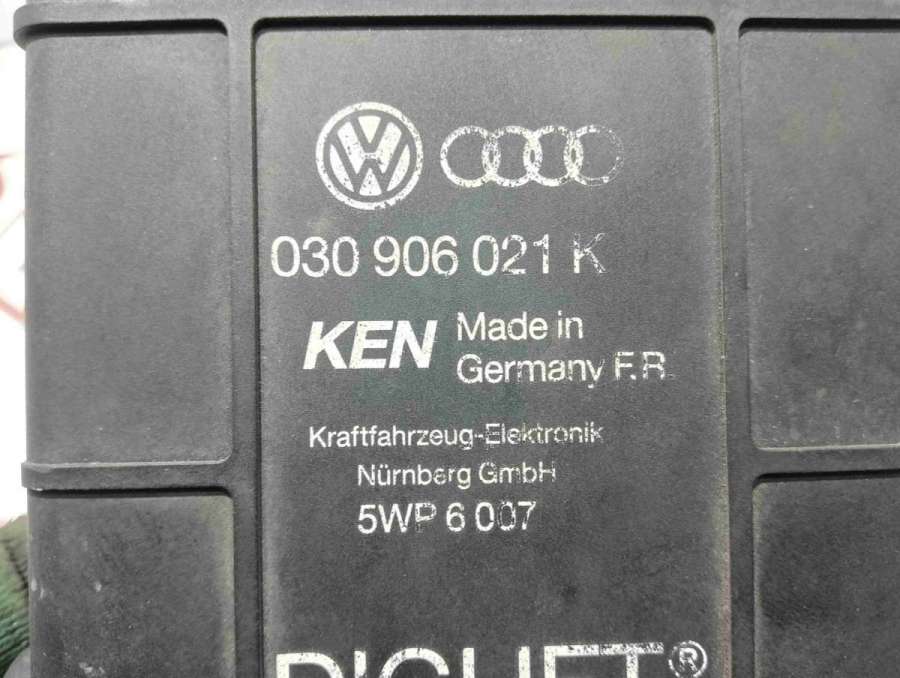 030 906 021 K
KEN Made in
Germany F.R.
Kraftfahrzeug-Elektronik
Nürnberg GmbH
5WP 6 007
®